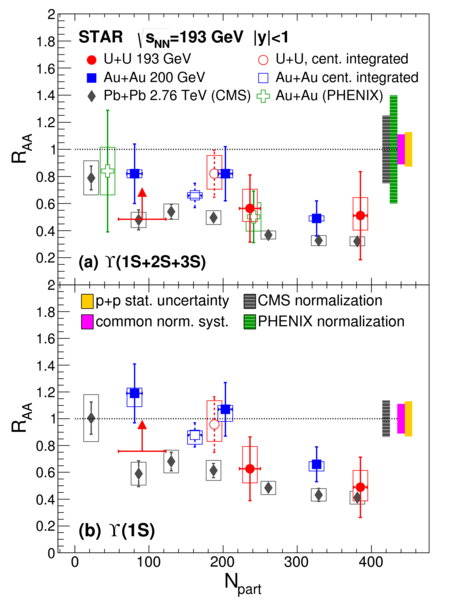 STAR √sNN=193 GeV |y|<1
U+U 193 GeV U+U, cent. integrated
Au+Au 200 GeV Au+Au cent. integrated
Pb+Pb 2.76 TeV (CMS) Au+Au (PHENIX)
2
1.8
1.6
1.4
1.2
1
0.8
0.6
0.4
0.2
RAA
(a) ϒ(1S+2S+3S)
p+p stat. uncertainty CMS normalization
common norm. syst. PHENIX normalization
2
1.8
1.6
1.4
1.2
1
0.8
0.6
0.4
0.2
0
RAA
(b) ϒ(1S)
0 100 200 300 400
Npart